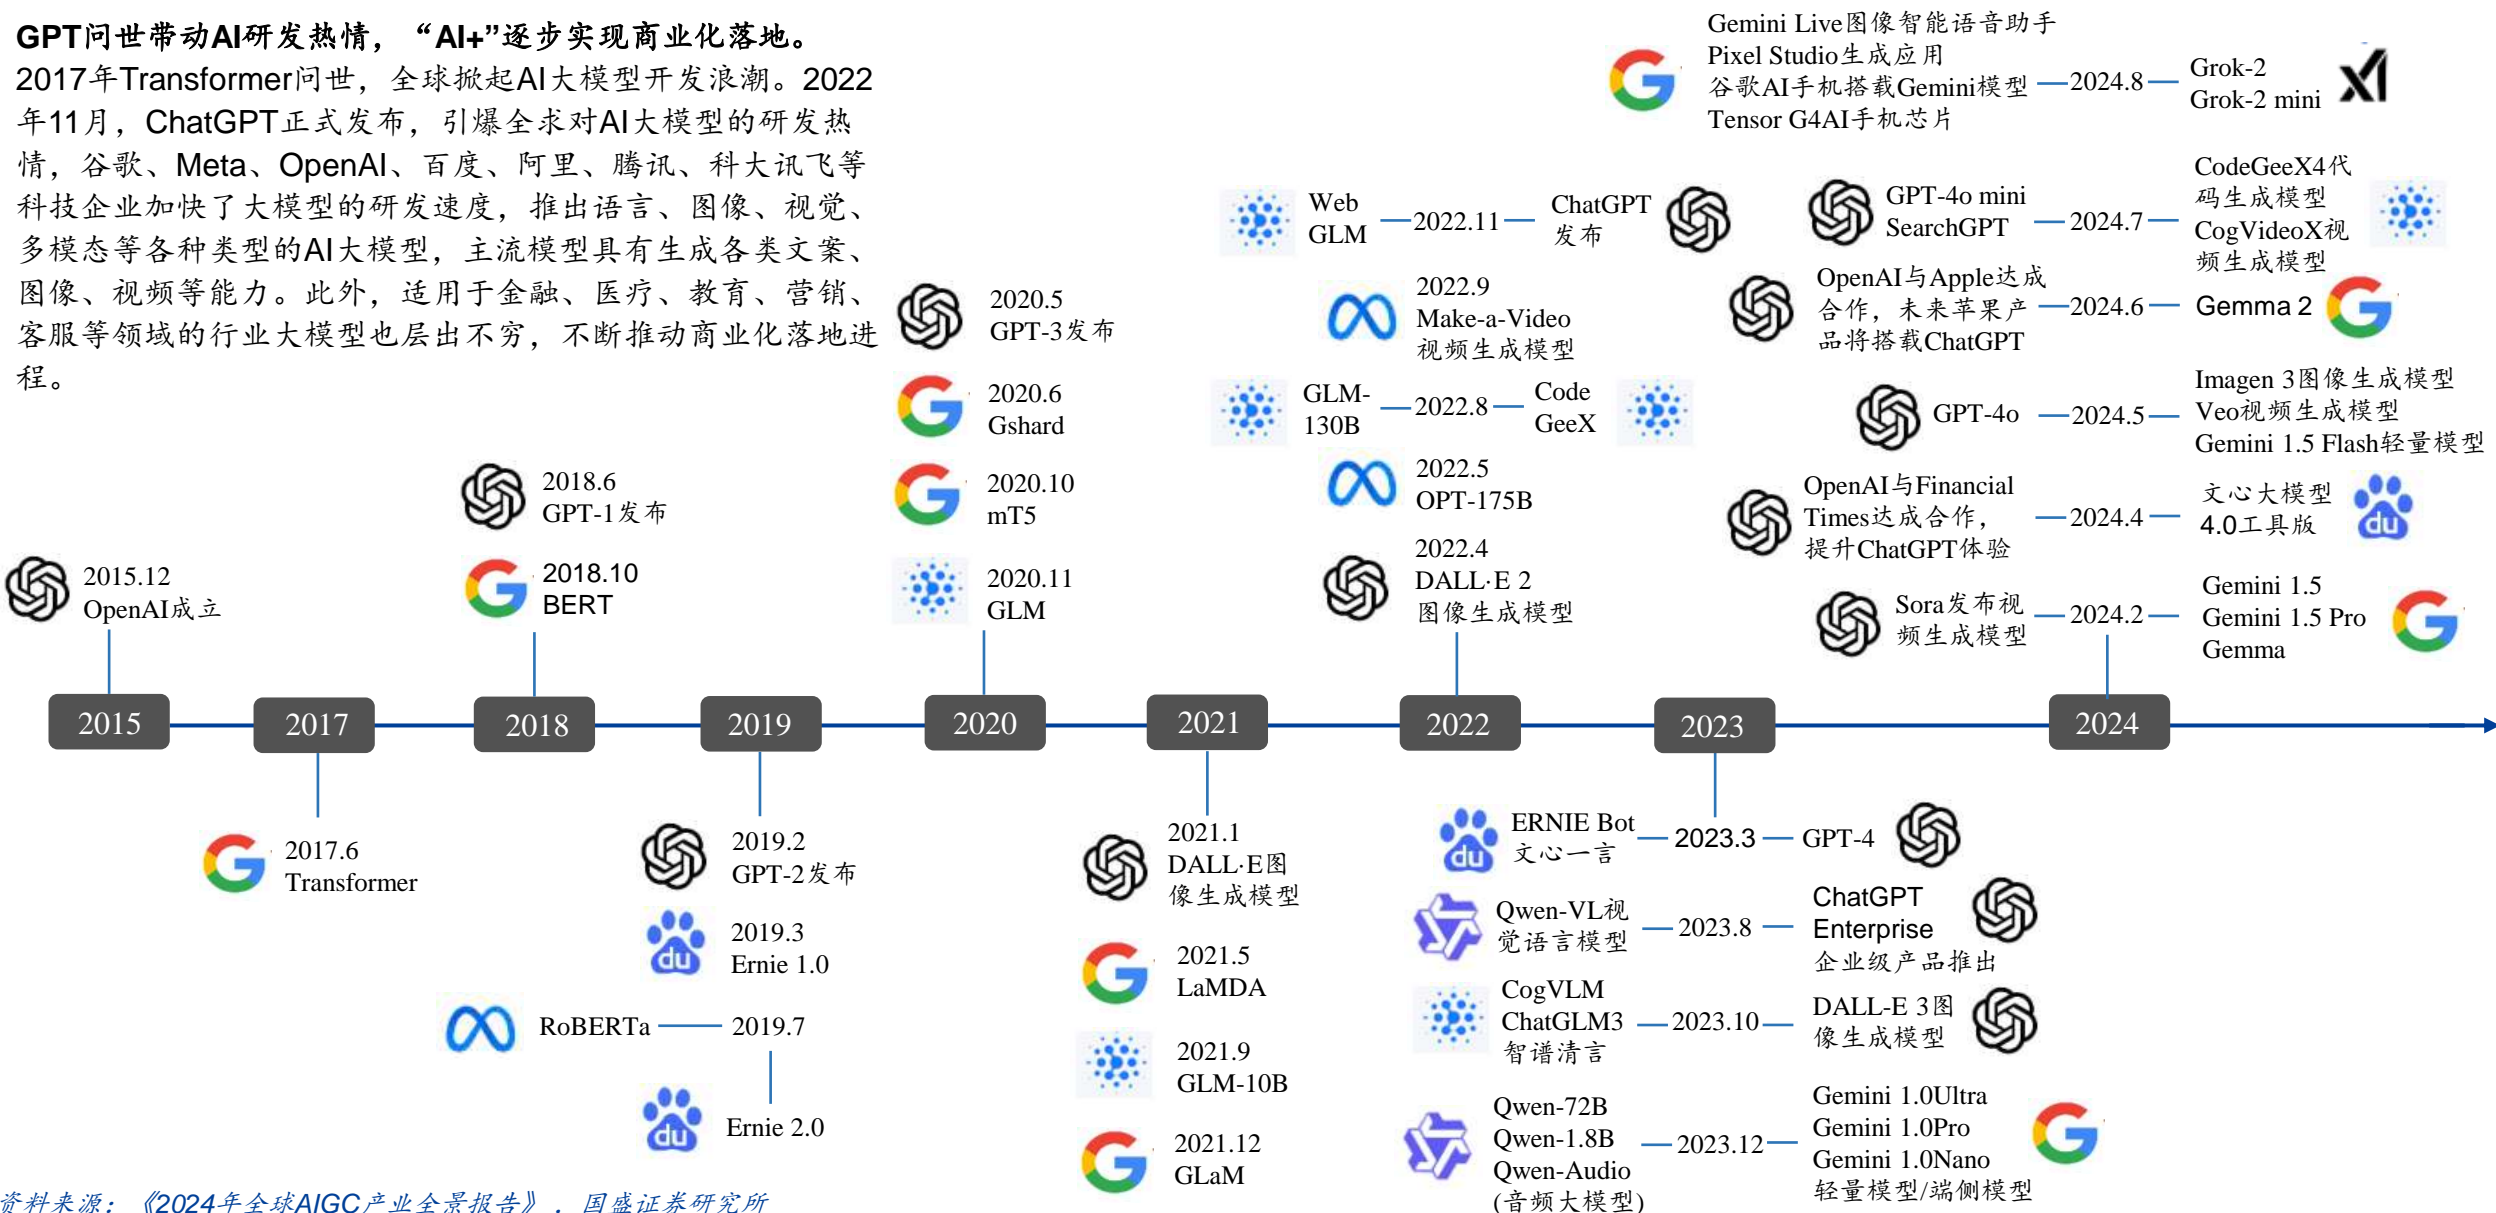 GPT问世带动AI研发热情，“AI+”逐步实现商业化落地。
2017年Transformer问世，全球掀起AI大模型开发浪潮。2022
年11月，ChatGPT正式发布，引爆全求对AI大模型的研发热
情，谷歌、Meta、OpenAI、百度、阿里、腾讯、科大讯飞等
科技企业加快了大模型的研发速度，推出语言、图像、视觉、
多模态等各种类型的AI大模型，主流模型具有生成各类文案、
图像、视频等能力。此外，适用于金融、医疗、教育、营销、
客服等领域的行业大模型也层出不穷，不断推动商业化落地进
程。
2015.12
OpenAI成立
2018.6
GPT-1发布
2018.10
BERT
2020.5
GPT-3发布
2020.6
Gshard
2020.10
mT5
2020.11
GLM
Web
GLM
2022.11
ChatGPT
发布
2022.9
Make-a-Video
视频生成模型
GLM-
130B
2022.8
Code
GeeX
2022.5
OPT-175B
2022.4
DALL·E 2
图像生成模型
Gemini Live图像智能语音助手
Pixel Studio生成应用
谷歌AI手机搭载Gemini模型
Tensor G4AI手机芯片
2024.8
Grok-2
Grok-2 mini
xI
GPT-4o mini
SearchGPT
2024.7
CodeGeeX4代
码生成模型
CogVideoX视
频生成模型
OpenAI与Apple达成
合作，未来苹果产
品将搭载ChatGPT
2024.6
Gemma 2
GPT-4o
2024.5
Imagen 3图像生成模型
Veo视频生成模型
Gemini 1.5 Flash轻量模型
OpenAI与Financial
Times达成合作，
提升ChatGPT体验
2024.4
文心大模型
4.0工具版
du
Sora发布视
频生成模型
2024.2
Gemini 1.5
Gemini 1.5 Pro
Gemma
2015
2017
2018
2019
2020
2021
2022
2023
2024
2017.6
Transformer
2019.2
GPT-2发布
du
2019.3
Ernie 1.0
RoBERTa
2019.7
du
Ernie 2.0
2021.1
DALL·E图
像生成模型
2021.5
LaMDA
2021.9
GLM-10B
2021.12
GLaM
du
ERNIE Bot
文心一言
2023.3
GPT-4
Qwen-VL视
觉语言模型
2023.8
ChatGPT
Enterprise
企业级产品推出
CogVLM
ChatGLM3
智谱清言
2023.10
DALL-E 3图
像生成模型
Qwen-72B
Qwen-1.8B
Qwen-Audio
(音频大模型)
2023.12
Gemini 1.0Ultra
Gemini 1.0Pro
Gemini 1.0Nano
轻量模型/端侧模型
资料来源：《2024年全球AIGC产业全景报告》，国盛证券研究所